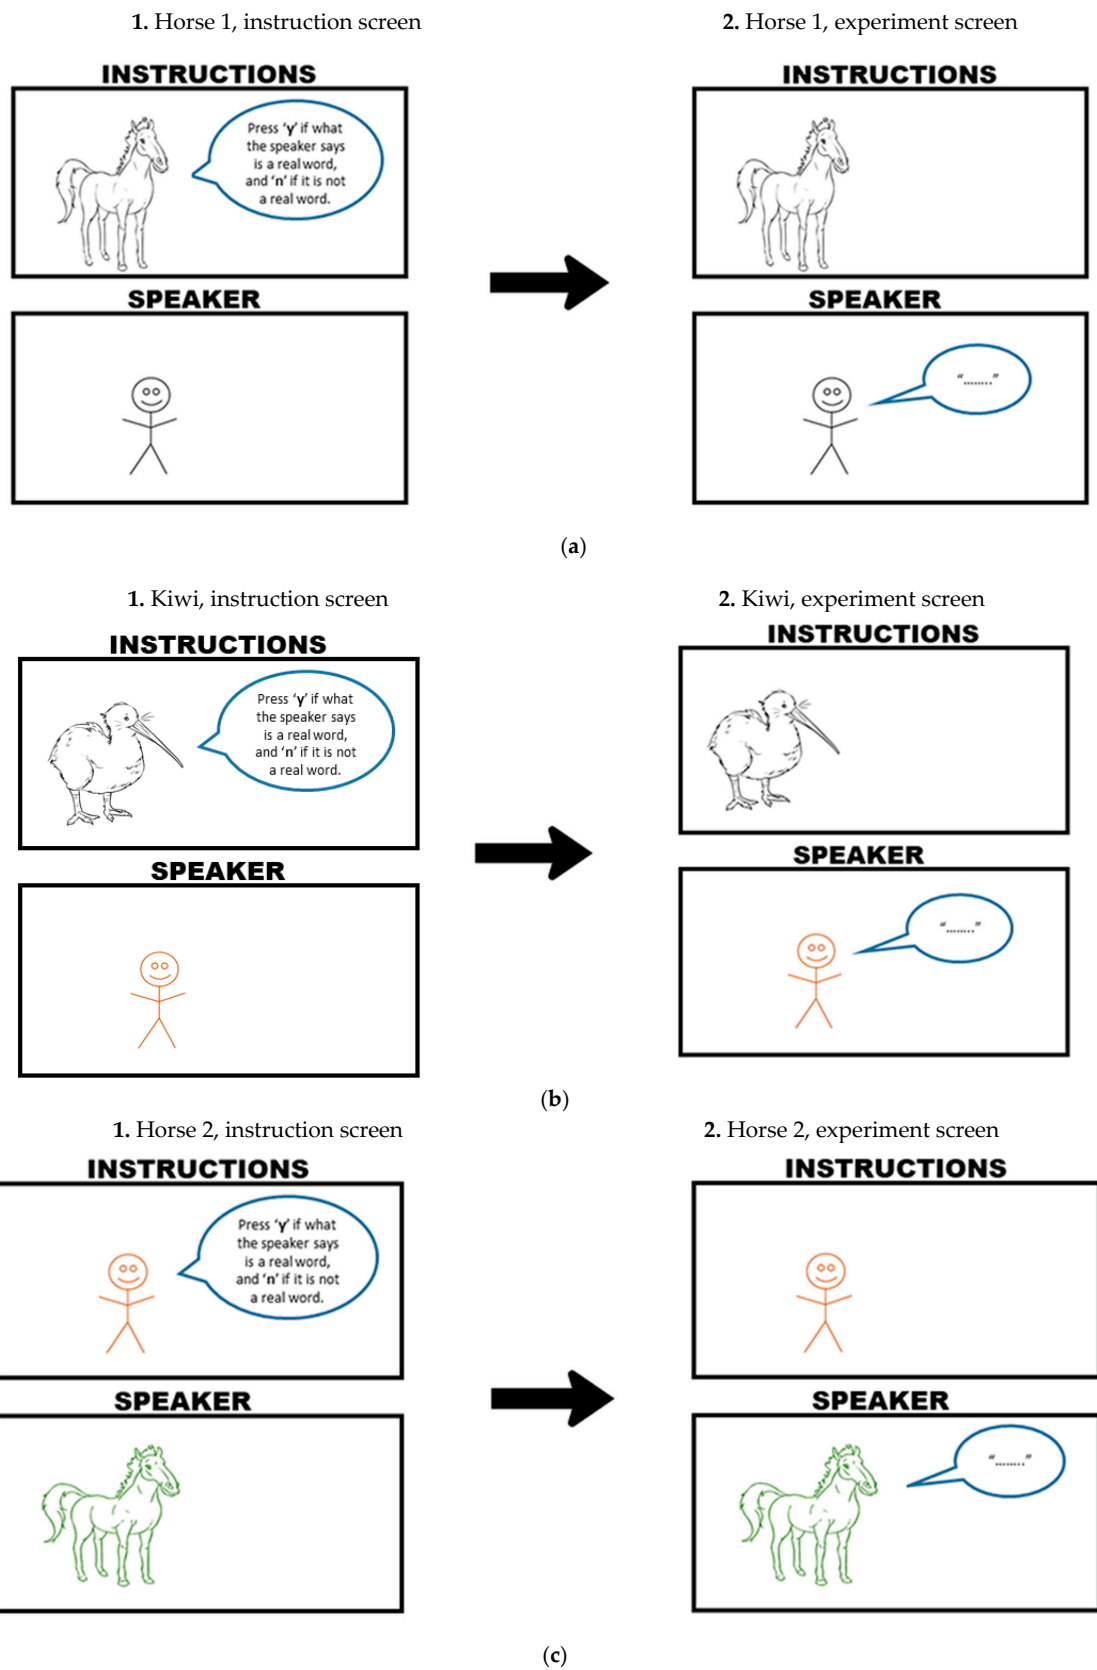 1. Horse 1, instruction screen
2. Horse 1, experiment screen
INSTRUCTIONS
INSTRUCTIONS
Press ‘y’ if what
the speaker says
is a real word,
and ‘n’ if it is not
a real word.
SPEAKER
SPEAKER
“........”
(a)
1. Kiwi, instruction screen
2. Kiwi, experiment screen
INSTRUCTIONS
INSTRUCTIONS
Press ‘y’ if what
the speaker says
is a real word,
and ‘n’ if it is not
a real word.
SPEAKER
SPEAKER
“........”
(b)
1. Horse 2, instruction screen
2. Horse 2, experiment screen
INSTRUCTIONS
INSTRUCTIONS
Press ‘y’ if what
the speaker says
is a real word,
and ‘n’ if it is not
a real word.
SPEAKER
SPEAKER
“........”
(c)